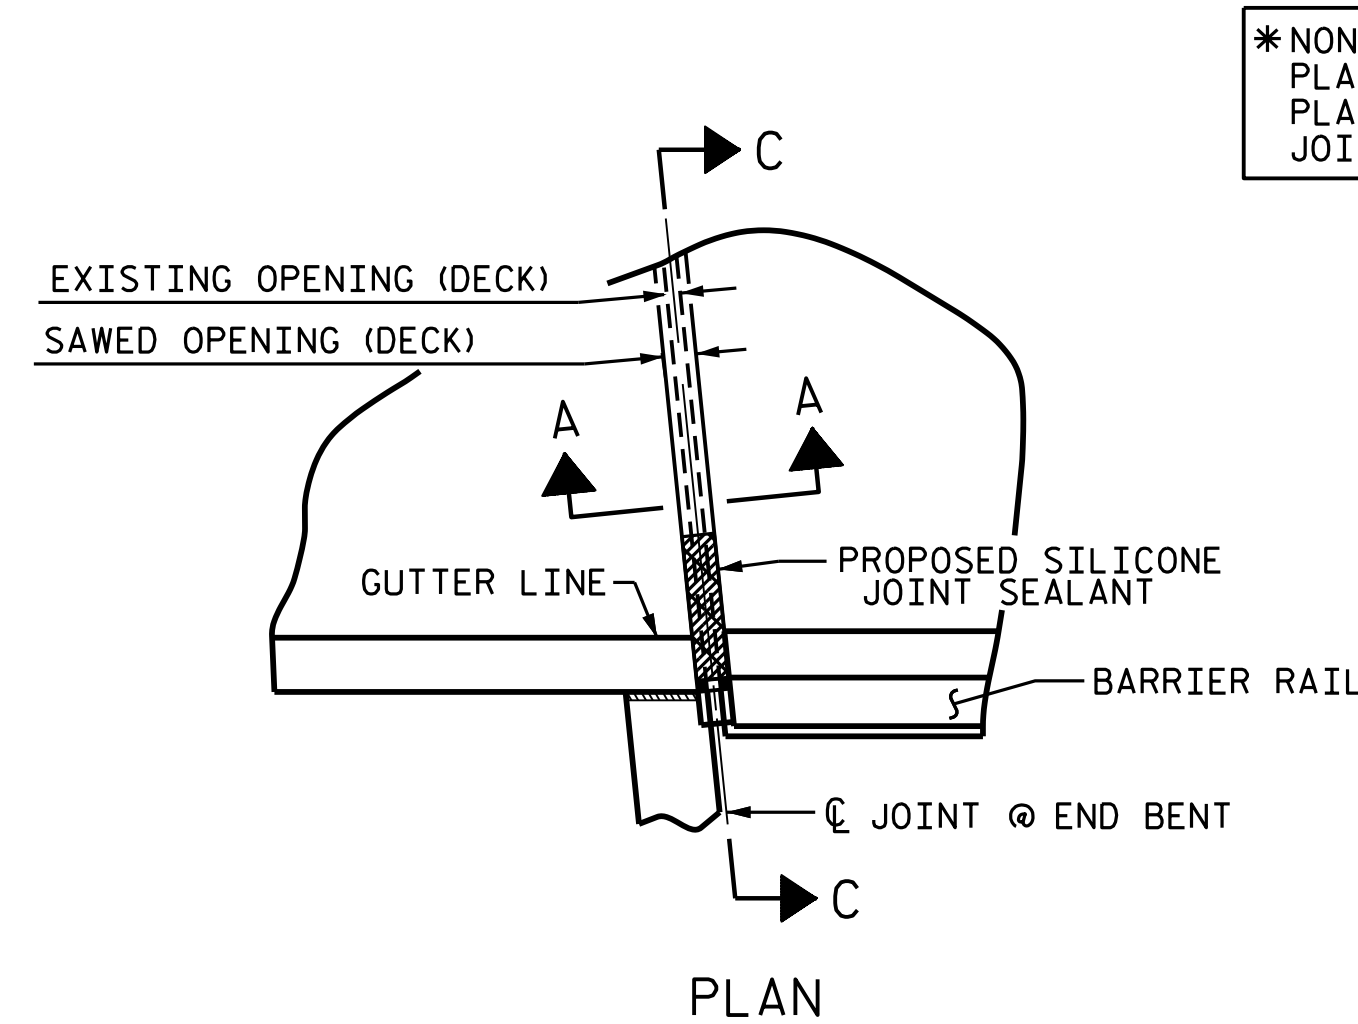 ✳ NON
PLA
PLA
JOI
C
EXISTING OPENING (DECK)
SAWED OPENING (DECK)
A
A
PROPOSED SILICONE
JOINT SEALANT
GUTTER LINE
BARRIER RAIL
℄ JOINT @ END BENT
C
PLAN